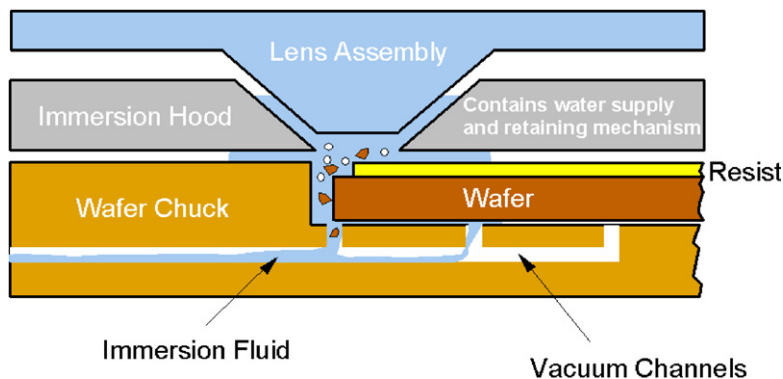 Lens Assembly
Immersion Hood
Contains water supply
and retaining mechanism
Resist
Wafer Chuck
Wafer
Immersion Fluid
Vacuum Channels